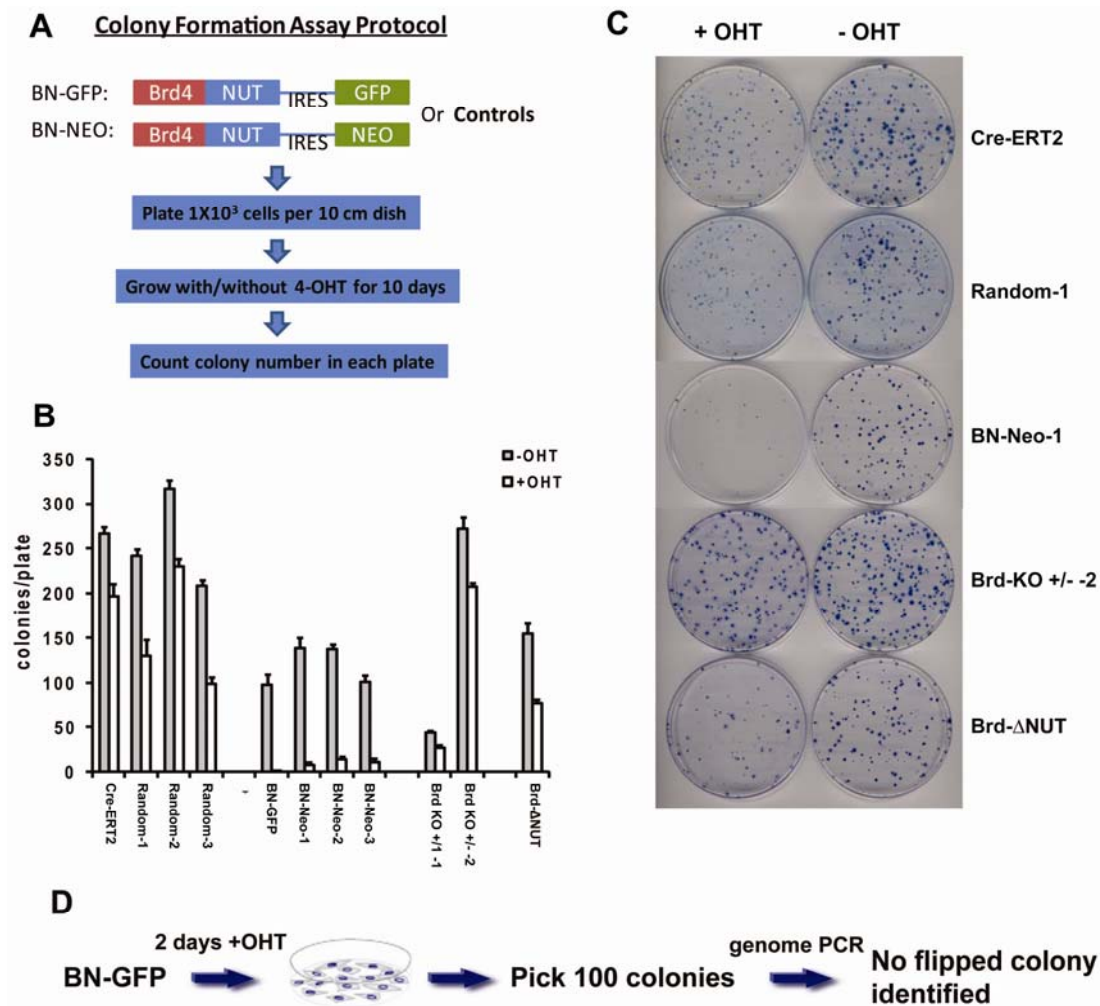 A
Colony Formation Assay Protocol
BN-GFP: Brd4 NUT IRES GFP
BN-NEO: Brd4 NUT IRES NEO
Or Controls
Plate 1X10³ cells per 10 cm dish
Grow with/without 4-OHT for 10 days
Count colony number in each plate
B
colonies/plate
350
300
250
200
150
100
50
0
-OHT
+OHT
Cre-ERT2
Random-1
Random-2
Random-3
,
BN-GFP
BN-Neo-1
BN-Neo-2
BN-Neo-3
Brd KO +/1 -1
Brd KO +/- -2
Brd-ΔNUT
C
+ OHT
- OHT
Cre-ERT2
Random-1
BN-Neo-1
Brd-KO +/- -2
Brd-ΔNUT
D
BN-GFP
2 days +OHT
Pick 100 colonies
genome PCR
No flipped colony
identified